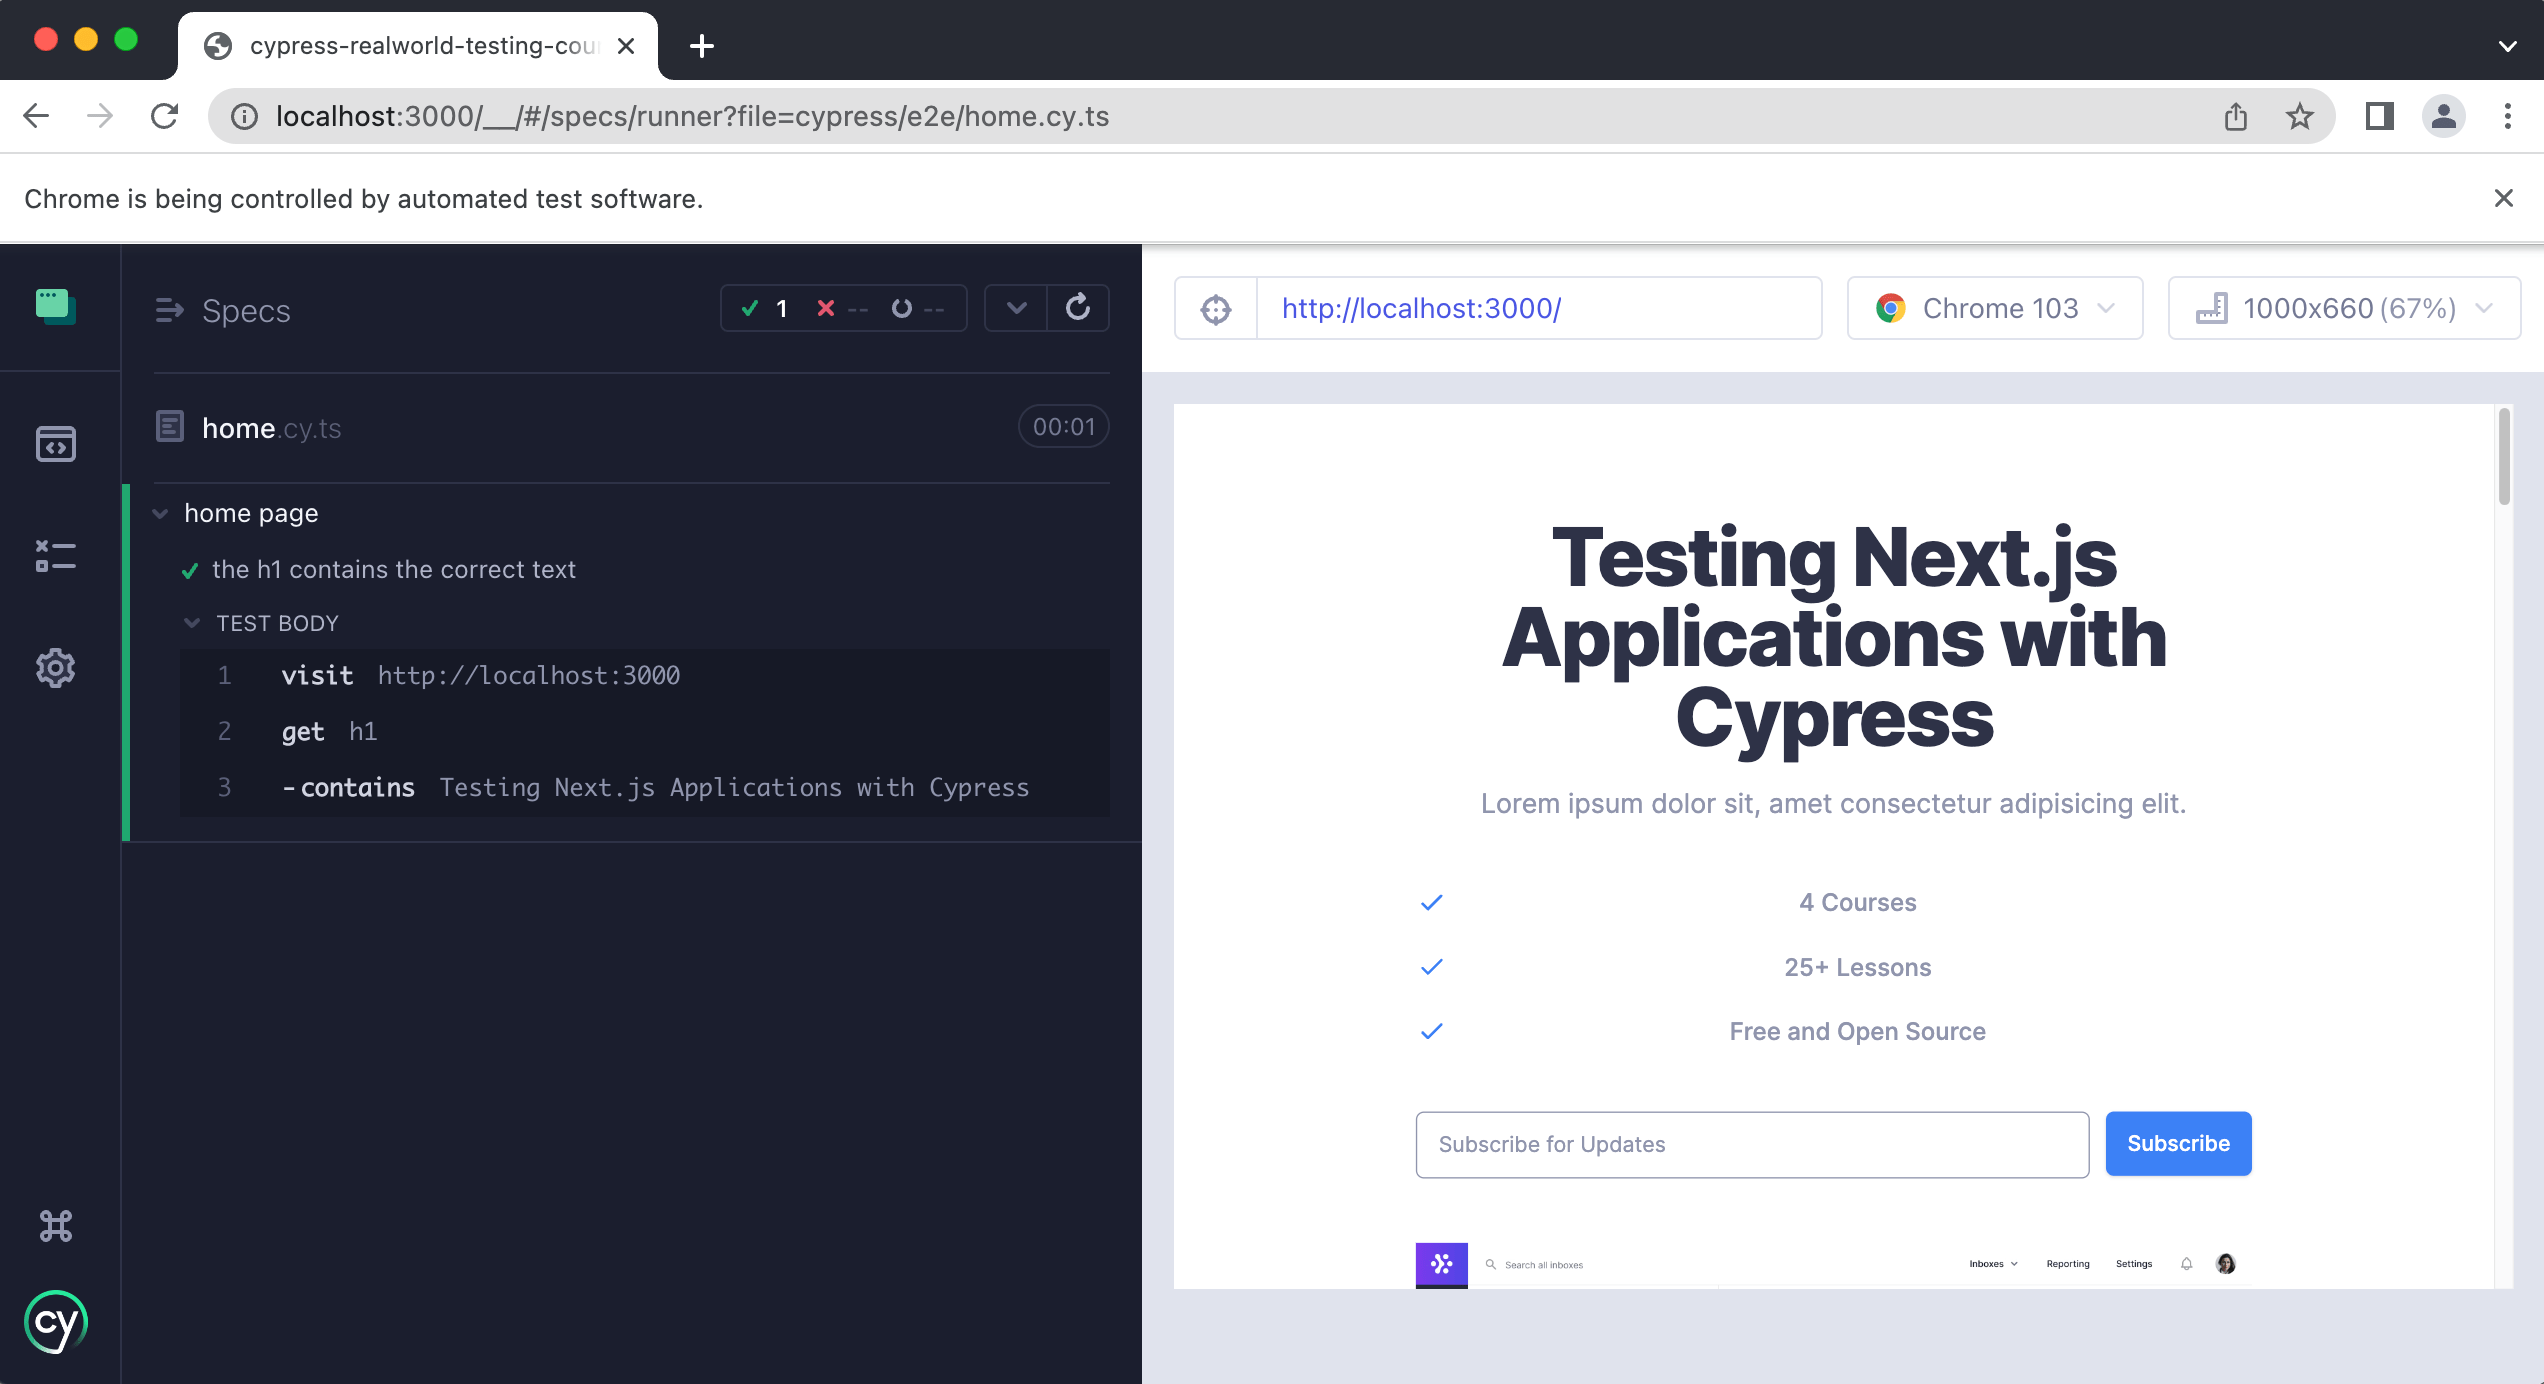 cypress-realworld-testing-cou
localhost:3000/__/#/specs/runner?file=cypress/e2e/home.cy.ts
Chrome is being controlled by automated test software.
Specs
1 -- --
home.cy.ts
00:01
home page
the h1 contains the correct text
TEST BODY
1 visit http://localhost:3000
2 get h1
3 -contains Testing Next.js Applications with Cypress
cy
http://localhost:3000/
Chrome 103
1000x660 (67%)
Testing Next.js
Applications with
Cypress
Lorem ipsum dolor sit, amet consectetur adipisicing elit.
4 Courses
25+ Lessons
Free and Open Source
Subscribe for Updates
Subscribe
Search all inboxes
Inboxes
Reporting
Settings